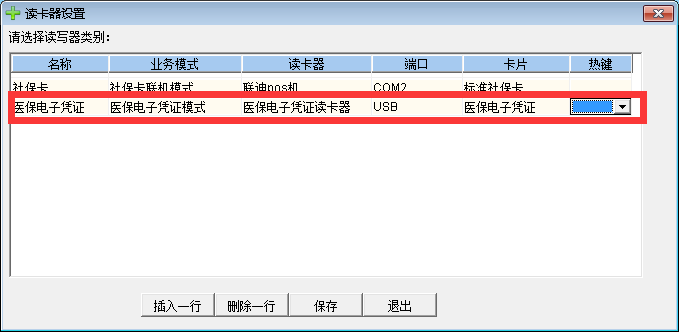 读卡器设置
请选择读写器类别:
名称 业务模式 读卡器 端口 卡片 热键
社保卡 社保卡联机模式 联迪pos机 COM2 标准社保卡
医保电子凭证 医保电子凭证模式 医保电子凭证读卡器 USB 医保电子凭证
插入一行 删除一行 保存 退出